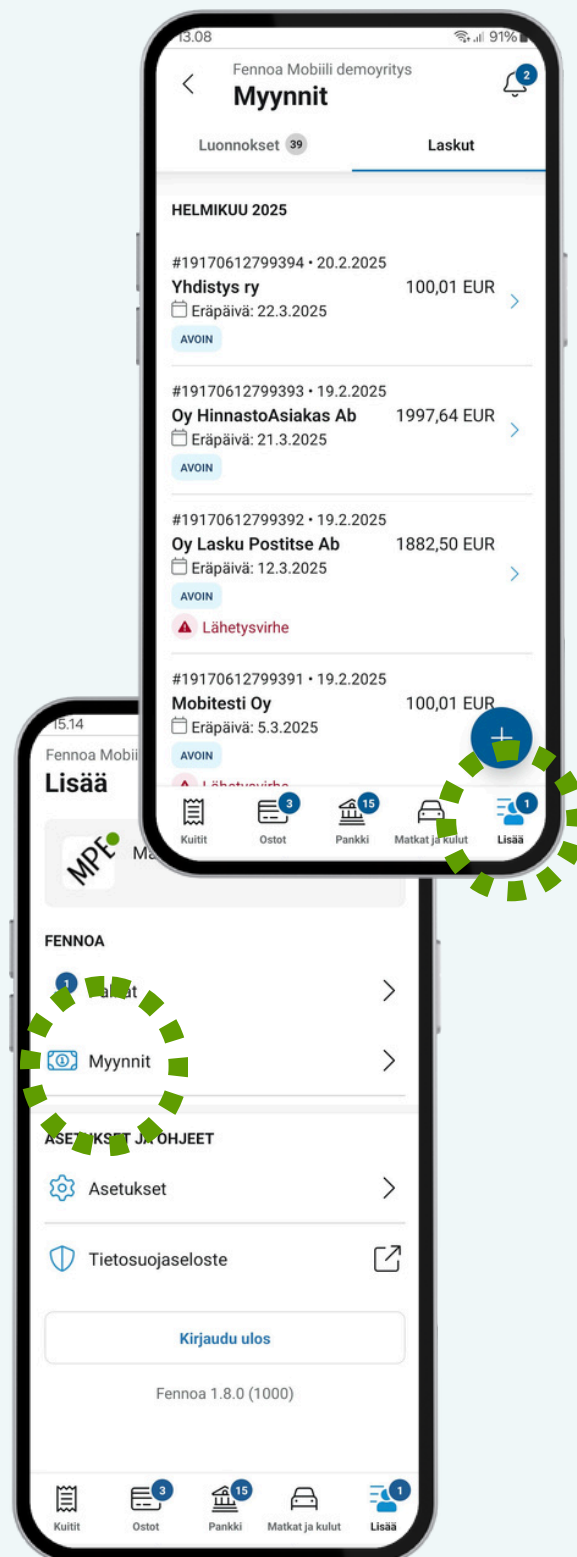 13.08
91%
Fennoa Mobiili demoyritys
Myynnit
2
Luonnokset 39
Laskut
HELMIKUU 2025
#19170612799394 • 20.2.2025
Yhdistys ry 100,01 EUR
Eräpäivä: 22.3.2025
AVOIN
#19170612799393 • 19.2.2025
Oy HinnastoAsiakas Ab 1997,64 EUR
Eräpäivä: 21.3.2025
AVOIN
#19170612799392 • 19.2.2025
Oy Lasku Postitse Ab 1882,50 EUR
Eräpäivä: 12.3.2025
AVOIN
Lähetysvirhe
#19170612799391 • 19.2.2025
Mobitesti Oy 100,01 EUR
Eräpäivä: 5.3.2025
AVOIN
Lähetysvirhe
3 15 1
Kuitit Ostot Pankki Matkat ja kulut Lisää
15.14
Fennoa Mobii
Lisää
MPE
FENNOA
1
Myynnit
ASETUKSET JA OHJEET
Asetukset
Tietosuojaseloste
Kirjaudu ulos
Fennoa 1.8.0 (1000)
3 15 1
Kuitit Ostot Pankki Matkat ja kulut Lisää